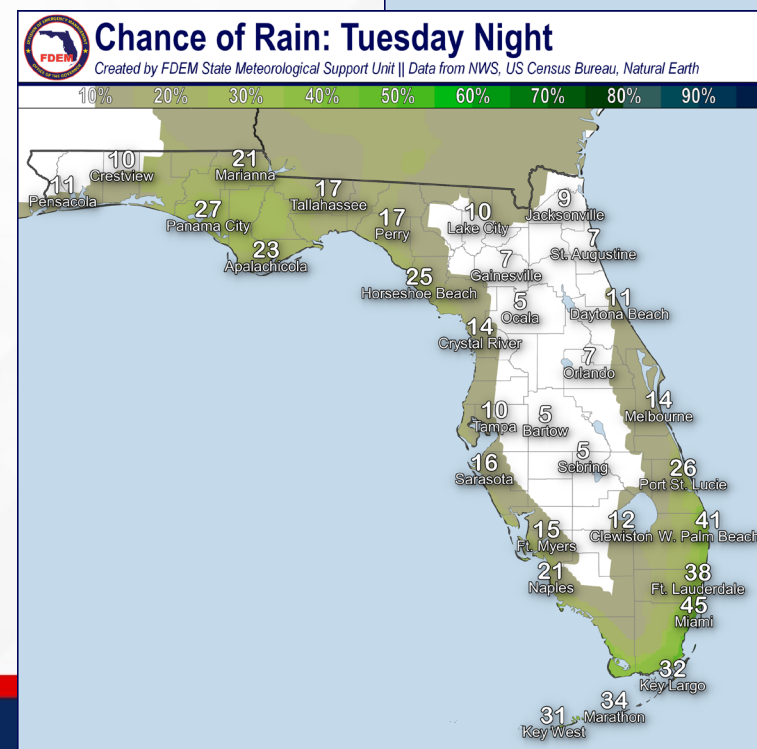 Chance of Rain: Tuesday Night
FDEM
Created by FDEM State Meteorological Support Unit || Data from NWS, US Census Bureau, Natural Earth
10% 20% 30% 40% 50% 60% 70% 80% 90%
10
Crestview
21
Marianna
11
Pensacola
17
Tallahassee
9
Jacksonville
27
Panama City
17
Perry
10
Lake City
7
St. Augustine
23
Apalachicola
7
Gainesville
25
Horseshoe Beach
5
Ocala
11
Daytona Beach
14
Crystal River
7
Orlando
14
Melbourne
10
Tampa
5
Bartow
16
Sarasota
5
Sebring
26
Port St. Lucie
15
Ft. Myers
12
Clewiston
41
W. Palm Beach
21
Naples
38
Ft. Lauderdale
45
Miami
32
Key Largo
34
Marathon
31
Key West